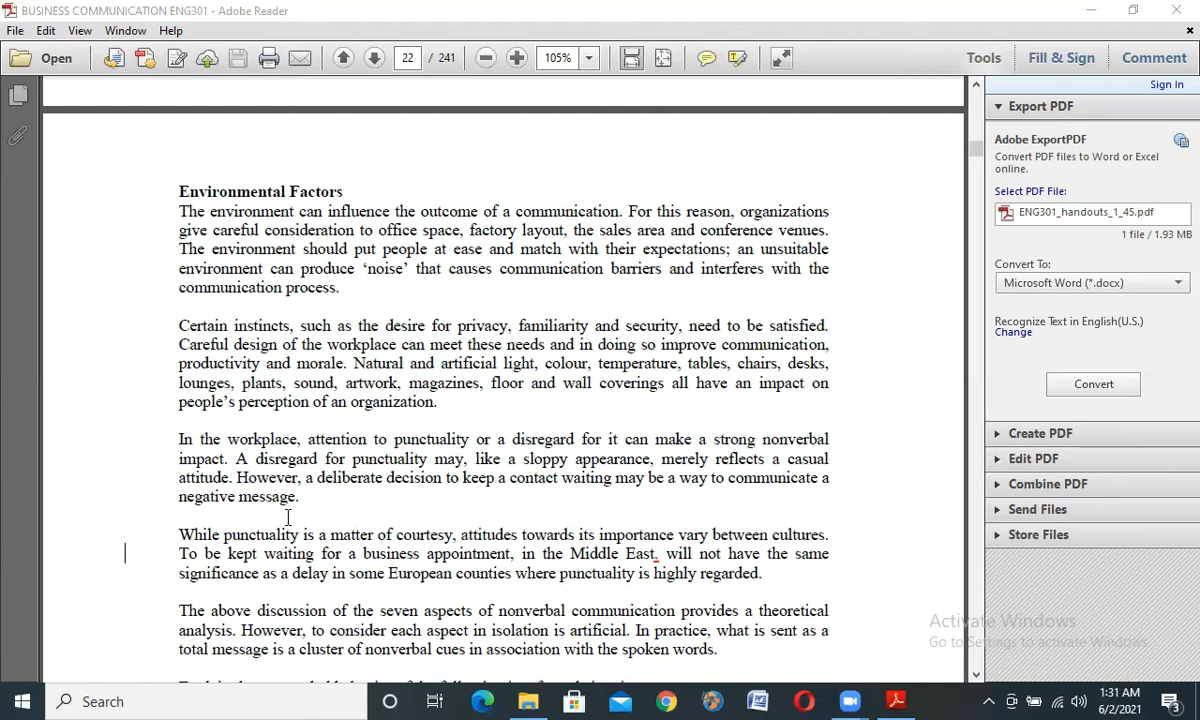 BUSINESS COMMUNICATION ENG301 - Adobe Reader
File Edit View Window Help
Open 22 / 241 105% Tools Fill & Sign Comment
Sign In
Export PDF
Adobe ExportPDF
Convert PDF files to Word or Excel
online.
Select PDF File:
ENG301_handouts_1_45.pdf
1 file / 1.93 MB
Convert To:
Microsoft Word (*.docx)
Recognize Text in English(U.S.)
Change
Convert
Create PDF
Edit PDF
Combine PDF
Send Files
Store Files
Environmental Factors
The environment can influence the outcome of a communication. For this reason, organizations
give careful consideration to office space, factory layout, the sales area and conference venues.
The environment should put people at ease and match with their expectations; an unsuitable
environment can produce ‘noise’ that causes communication barriers and interferes with the
communication process.
Certain instincts, such as the desire for privacy, familiarity and security, need to be satisfied.
Careful design of the workplace can meet these needs and in doing so improve communication,
productivity and morale. Natural and artificial light, colour, temperature, tables, chairs, desks,
lounges, plants, sound, artwork, magazines, floor and wall coverings all have an impact on
people’s perception of an organization.
In the workplace, attention to punctuality or a disregard for it can make a strong nonverbal
impact. A disregard for punctuality may, like a sloppy appearance, merely reflects a casual
attitude. However, a deliberate decision to keep a contact waiting may be a way to communicate a
negative message.
While punctuality is a matter of courtesy, attitudes towards its importance vary between cultures.
To be kept waiting for a business appointment, in the Middle East, will not have the same
significance as a delay in some European counties where punctuality is highly regarded.
The above discussion of the seven aspects of nonverbal communication provides a theoretical
analysis. However, to consider each aspect in isolation is artificial. In practice, what is sent as a
total message is a cluster of nonverbal cues in association with the spoken words.
Activate Windows
Go to Settings to activate Windows.
Search
1:31 AM
6/2/2021
3